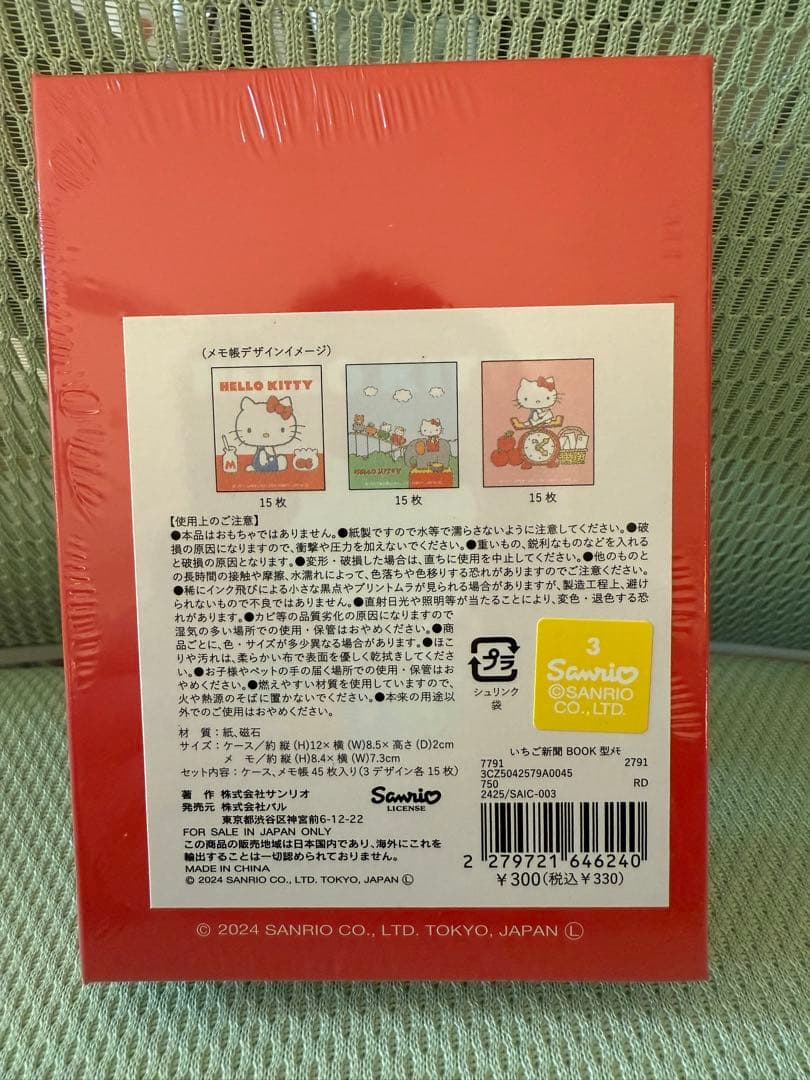 (メモ帳デザインイメージ)
HELLO KITTY
HELLO KITTY
M
15枚
15枚
15枚
【使用上のご注意】
●本品はおもちゃではありません。●紙製ですので水等で濡らさないように注意してください。●破
損の原因になりますので、衝撃や圧力を加えないでください。●重いもの、鋭利なものなどを入れると
と破損の原因となります。●変形・破損した場合は、直ちに使用を中止してください。●他のものと
の長時間の接触や摩擦、水濡れによって、色落ちや色移りする恐れがありますのでご注意ください。
●稀にインク飛びによる小さな黒点やプリントムラが見られる場合がありますが、製造工程上、避け
られないもので不良ではありません。●直射日光や照明等が当たることにより、変色・退色する恐
れがあります。●カビ等の品質劣化の原因になりますので
湿気の多い場所での使用・保管はおやめください。●商
品ごとに、色・サイズが多少異なる場合があります。●ほこ
りや汚れは、柔らかい布で表面を優しく乾拭きしてくださ
い。●お子様やペットの手の届く場所での使用・保管はお
やめください。●燃えやすい材質を使用していますので、
火や熱源のそばに置かないでください。●本来の用途以
外でのご使用はおやめください。
プラ
シュリンク
袋
3
Sanrio
©SANRIO
CO., LTD.
材 質:紙、磁石
サイズ:ケース/約 縦(H)12×横(W)8.5×高さ(D)2cm
メ モ/約 縦(H)8.4×横(W)7.3cm
セット内容:ケース、メモ帳 45枚入り(3デザイン各15枚)
著 作 株式会社サンリオ
発売元 株式会社パル
東京都渋谷区神宮前6-12-22
Sanrio
LICENSE
FOR SALE IN JAPAN ONLY
この商品の販売地域は日本国内であり、海外にこれを
輸出することは一切認められておりません。
MADE IN CHINA
© 2024 SANRIO CO., LTD. TOKYO, JAPAN Ⓛ
いちご新聞 BOOK 型メモ
7791 2791
3CZ5042579A0045
750 RD
2425/SAIC-003
2 279721 646240
¥300(税込¥330)
© 2024 SANRIO CO., LTD. TOKYO, JAPAN Ⓛ